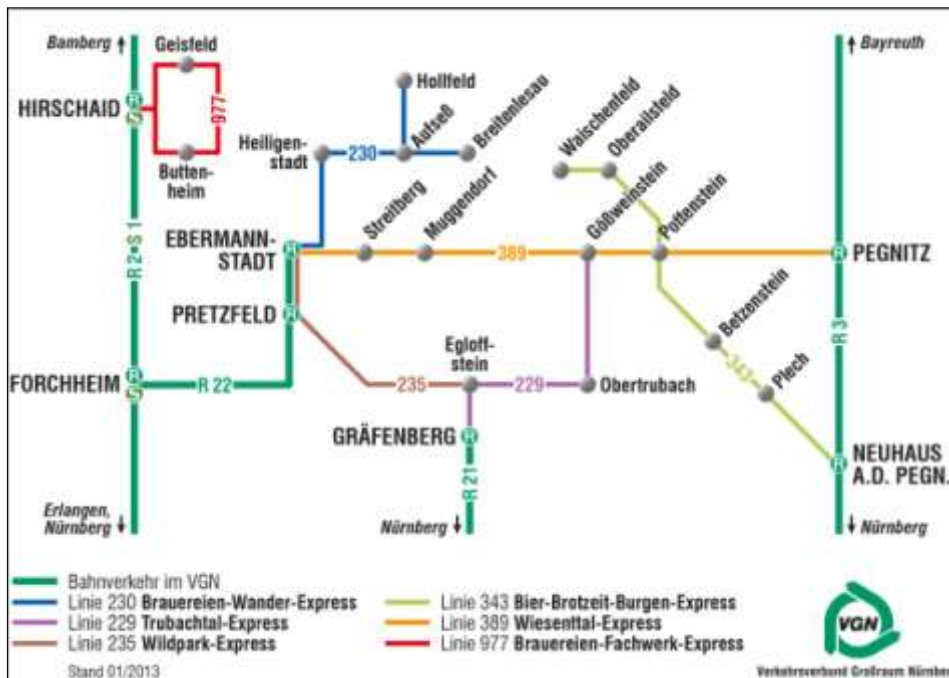 Bamberg
Geisfeld
Bayreuth
HIRSCHAID
977
Hollfeld
Aufseß
Breitenlesau
Heiligen-
stadt
230
Waischenfeld
Oberailsfeld
Butten-
heim
R 2 • S 1
Streitberg
Muggendorf
Gößweinstein
Pottenstein
EBERMANN-
STADT
389
PEGNITZ
PRETZFELD
Betzenstein
R 3
Egloff-
stein
343
Plech
FORCHHEIM
R 22
235
229
Obertrubach
GRÄFENBERG
R 21
NEUHAUS
A.D. PEGN.
Erlangen,
Nürnberg
Nürnberg
Nürnberg
Bahnverkehr im VGN
Linie 230 Brauereien-Wander-Express
Linie 229 Trubachtal-Express
Linie 235 Wildpark-Express
Linie 343 Bier-Brotzeit-Burgen-Express
Linie 389 Wiesenttal-Express
Linie 977 Brauereien-Fachwerk-Express
Stand 01/2013
VGN
Verkehrsverbund Großraum Nürnber